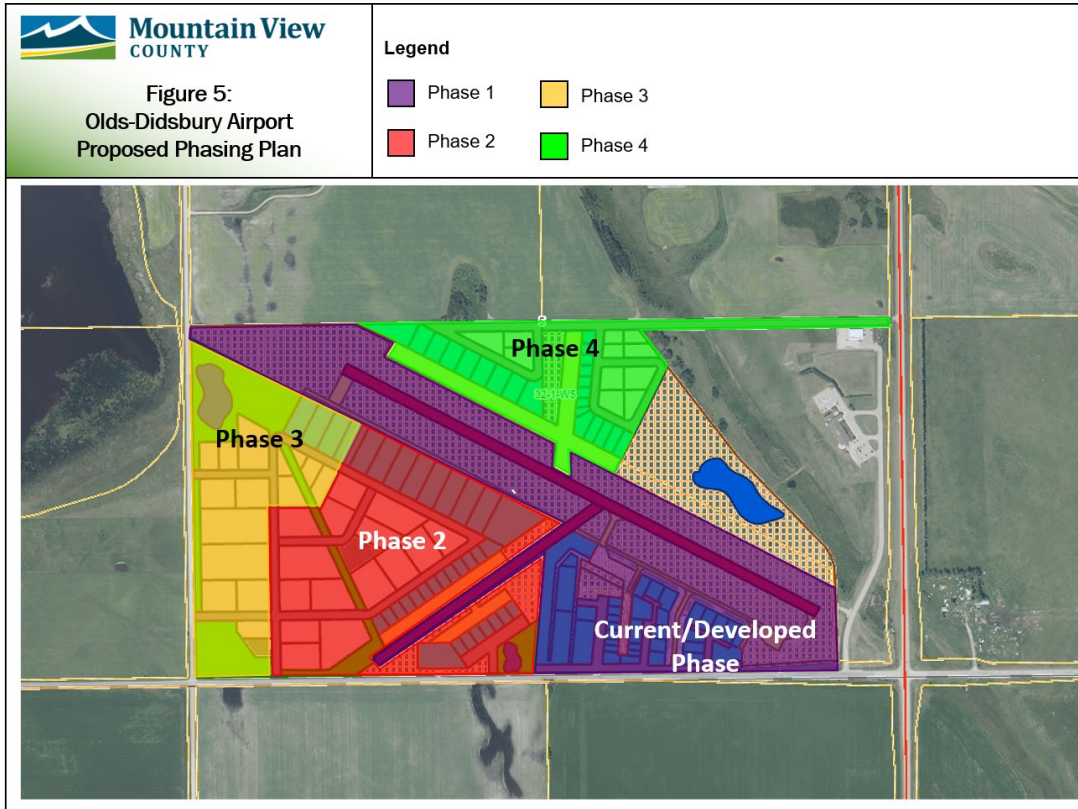 Mountain View
COUNTY
Figure 5:
Olds-Didsbury Airport
Proposed Phasing Plan
Legend
Phase 1
Phase 3
Phase 2
Phase 4
Phase 4
Phase 3
Phase 2
Current/Developed
Phase